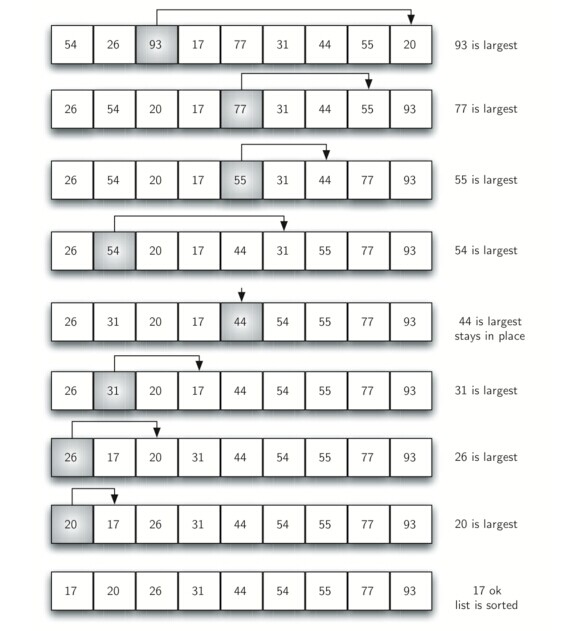 54 26 93 17 77 31 44 55 20 93 is largest
26 54 20 17 77 31 44 55 93 77 is largest
26 54 20 17 55 31 44 77 93 55 is largest
26 54 20 17 44 31 55 77 93 54 is largest
26 31 20 17 44 54 55 77 93 44 is largest
stays in place
26 31 20 17 44 54 55 77 93 31 is largest
26 17 20 31 44 54 55 77 93 26 is largest
20 17 26 31 44 54 55 77 93 20 is largest
17 20 26 31 44 54 55 77 93 17 ok
list is sorted